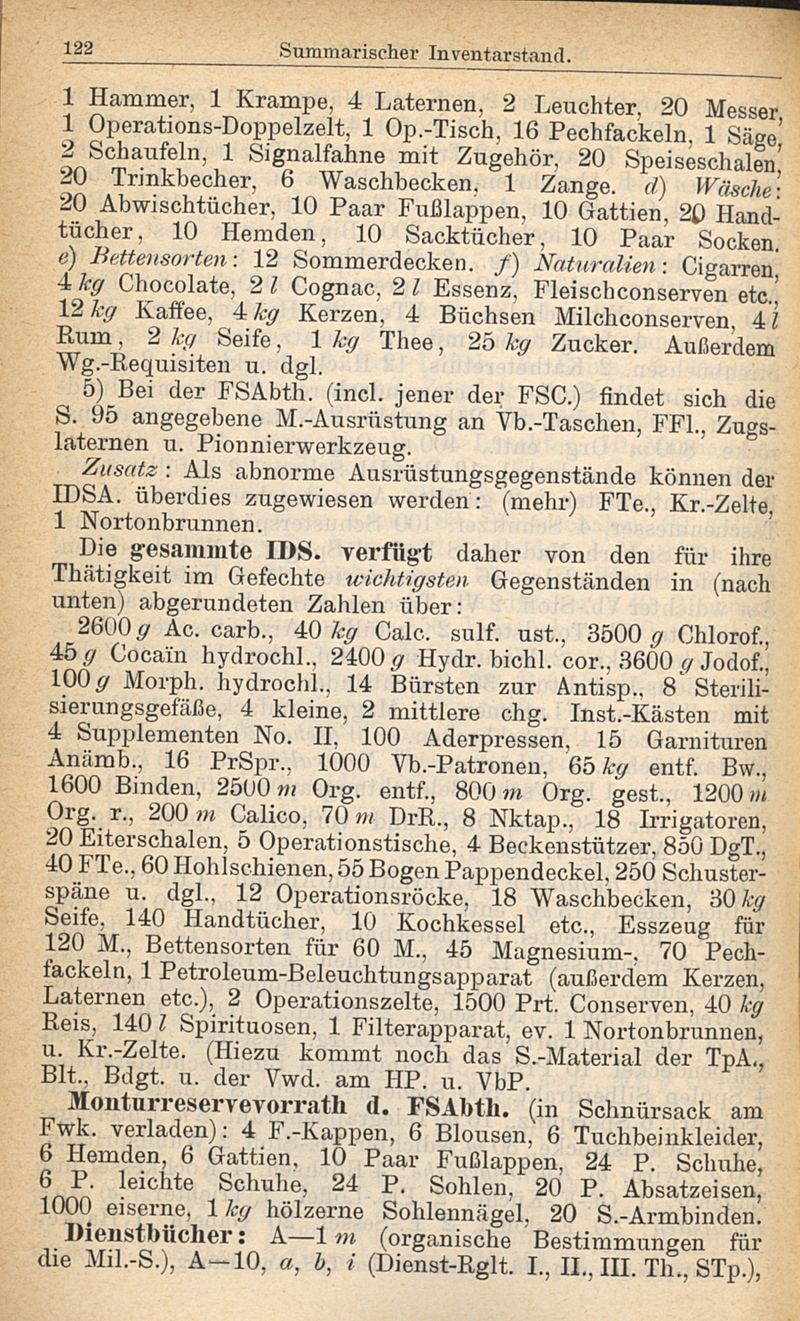 122 Summarischer Inventarstand.
1 Hammer, 1 Krampe, 4 Laternen, 2 Leuchter, 20 Messer,
1 Operations-Doppelzelt, 1 Op.-Tisch, 16 Pechfackeln, 1 Säge,
2 Schaufeln, 1 Signalfahne mit Zugehör, 20 Speiseschalen,
20 Trinkbecher, 6 Waschbecken, 1 Zange. d) Wäsche:
20 Abwischtücher, 10 Paar Fußlappen, 10 Gattien, 20 Hand-
tücher, 10 Hemden, 10 Sacktücher, 10 Paar Socken.
e) Bettensorten: 12 Sommerdecken. f) Naturalien: Cigarren,
4 kg Chocolate, 2 l Cognac, 2 l Essenz, Fleischconserven etc.,
12 kg Kaffee, 4 kg Kerzen, 4 Büchsen Milchconserven, 4 l
Rum, 2 kg Seife, 1 kg Thee, 25 kg Zucker. Außerdem
Wg.-Requisiten u. dgl.
5) Bei der FSAbth. (incl. jener der FSC.) findet sich die
S. 95 angegebene M.-Ausrüstung an Vb.-Taschen, FFl., Zugs-
laternen u. Pionnierwerkzeug.
Zusatz: Als abnorme Ausrüstungsgegenstände können der
IDSA. überdies zugewiesen werden: (mehr) FTe., Kr.-Zelte,
1 Nortonbrunnen.
Die gesammte IDS. verfügt daher von den für ihre
Thätigkeit im Gefechte wichtigsten Gegenständen in (nach
unten) abgerundeten Zahlen über:
2600 g Ac. carb., 40 kg Calc. sulf. ust., 3500 g Chlorof.,
45 g Cocaïn hydrochl., 2400 g Hydr. bichl. cor., 3600 g Jodof.,
100 g Morph. hydrochl., 14 Bürsten zur Antisp., 8 Sterili-
sierungsgefäße, 4 kleine, 2 mittlere chg. Inst.-Kästen mit
4 Supplementen No. II, 100 Aderpressen, 15 Garnituren
Anämb., 16 PrSpr., 1000 Vb.-Patronen, 65 kg entf. Bw.,
1600 Binden, 2500 m Org. entf., 800 m Org. gest., 1200 m
Org. r., 200 m Calico, 70 m DrR., 8 Nktap., 18 Irrigatoren,
20 Eiterschalen, 5 Operationstische, 4 Beckenstützer, 850 DgT.,
40 FTe., 60 Hohlschienen, 55 Bogen Pappendeckel, 250 Schuster-
späne u. dgl., 12 Operationsröcke, 18 Waschbecken, 30 kg
Seife, 140 Handtücher, 10 Kochkessel etc., Esszeug für
120 M., Bettensorten für 60 M., 45 Magnesium-, 70 Pech-
fackeln, 1 Petroleum-Beleuchtungsapparat (außerdem Kerzen,
Laternen etc.), 2 Operationszelte, 1500 Prt. Conserven, 40 kg
Reis, 140 l Spirituosen, 1 Filterapparat, ev. 1 Nortonbrunnen,
u. Kr.-Zelte. (Hiezu kommt noch das S.-Material der TpA.,
Blt., Bdgt. u. der Vwd. am HP. u. VbP.
Monturreservevorrath d. FSAbth. (in Schnürsack am
Fwk. verladen): 4 F.-Kappen, 6 Blousen, 6 Tuchbeinkleider,
6 Hemden, 6 Gattien, 10 Paar Fußlappen, 24 P. Schuhe,
6 P. leichte Schuhe, 24 P. Sohlen, 20 P. Absatzeisen,
1000 eiserne, 1 kg hölzerne Sohlennägel, 20 S.-Armbinden.
Dienstbücher: A—1 m (organische Bestimmungen für
die Mil.-S.), A—10, a, b, i (Dienst-Rglt. I., II., III. Th., STp.),